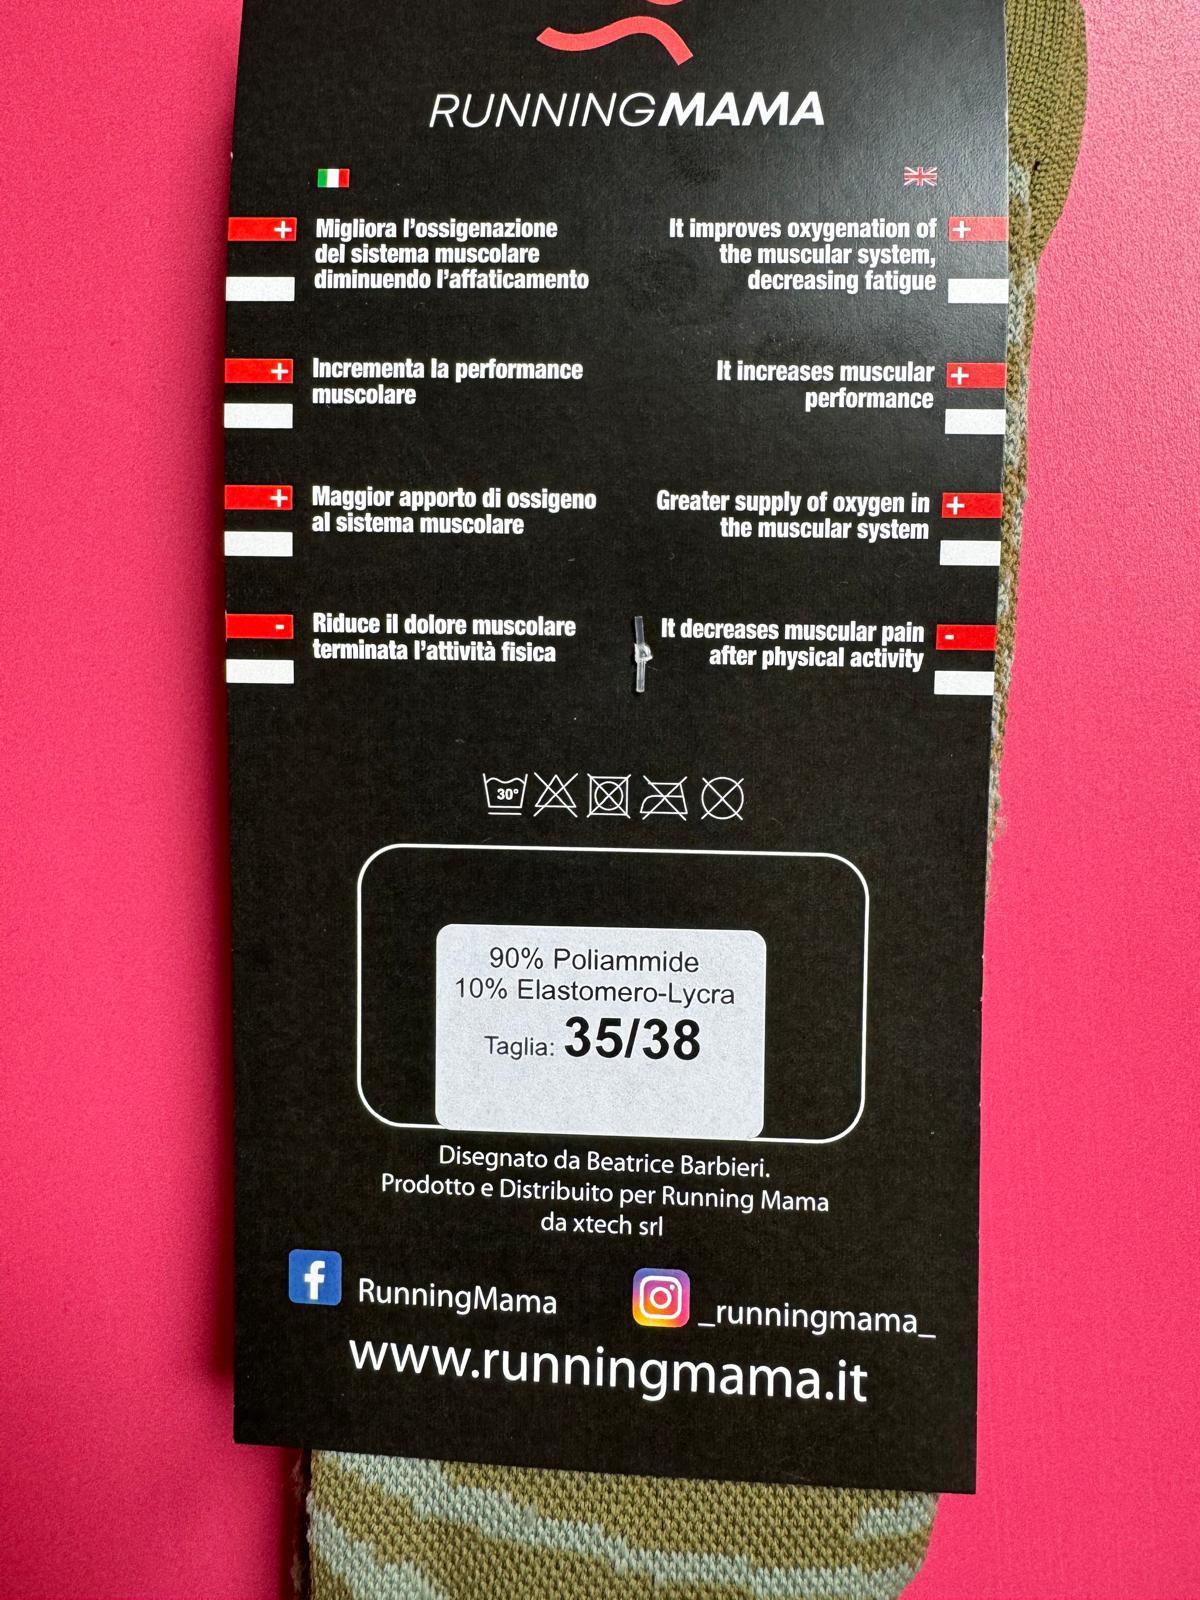 RUNNINGMAMA
+ Migliora l'ossigenazione
del sistema muscolare
diminuendo l'affaticamento
It improves oxygenation of +
the muscular system,
decreasing fatigue
+ Incrementa la performance
muscolare
It increases muscular +
performance
+ Maggior apporto di ossigeno
al sistema muscolare
Greater supply of oxygen in +
the muscular system
- Riduce il dolore muscolare
terminata l'attività fisica
It decreases muscular pain -
after physical activity
30°
90% Poliammide
10% Elastomero-Lycra
Taglia: 35/38
Disegnato da Beatrice Barbieri.
Prodotto e Distribuito per Running Mama
da xtech srl
f RunningMama
_runningmama_
www.runningmama.it